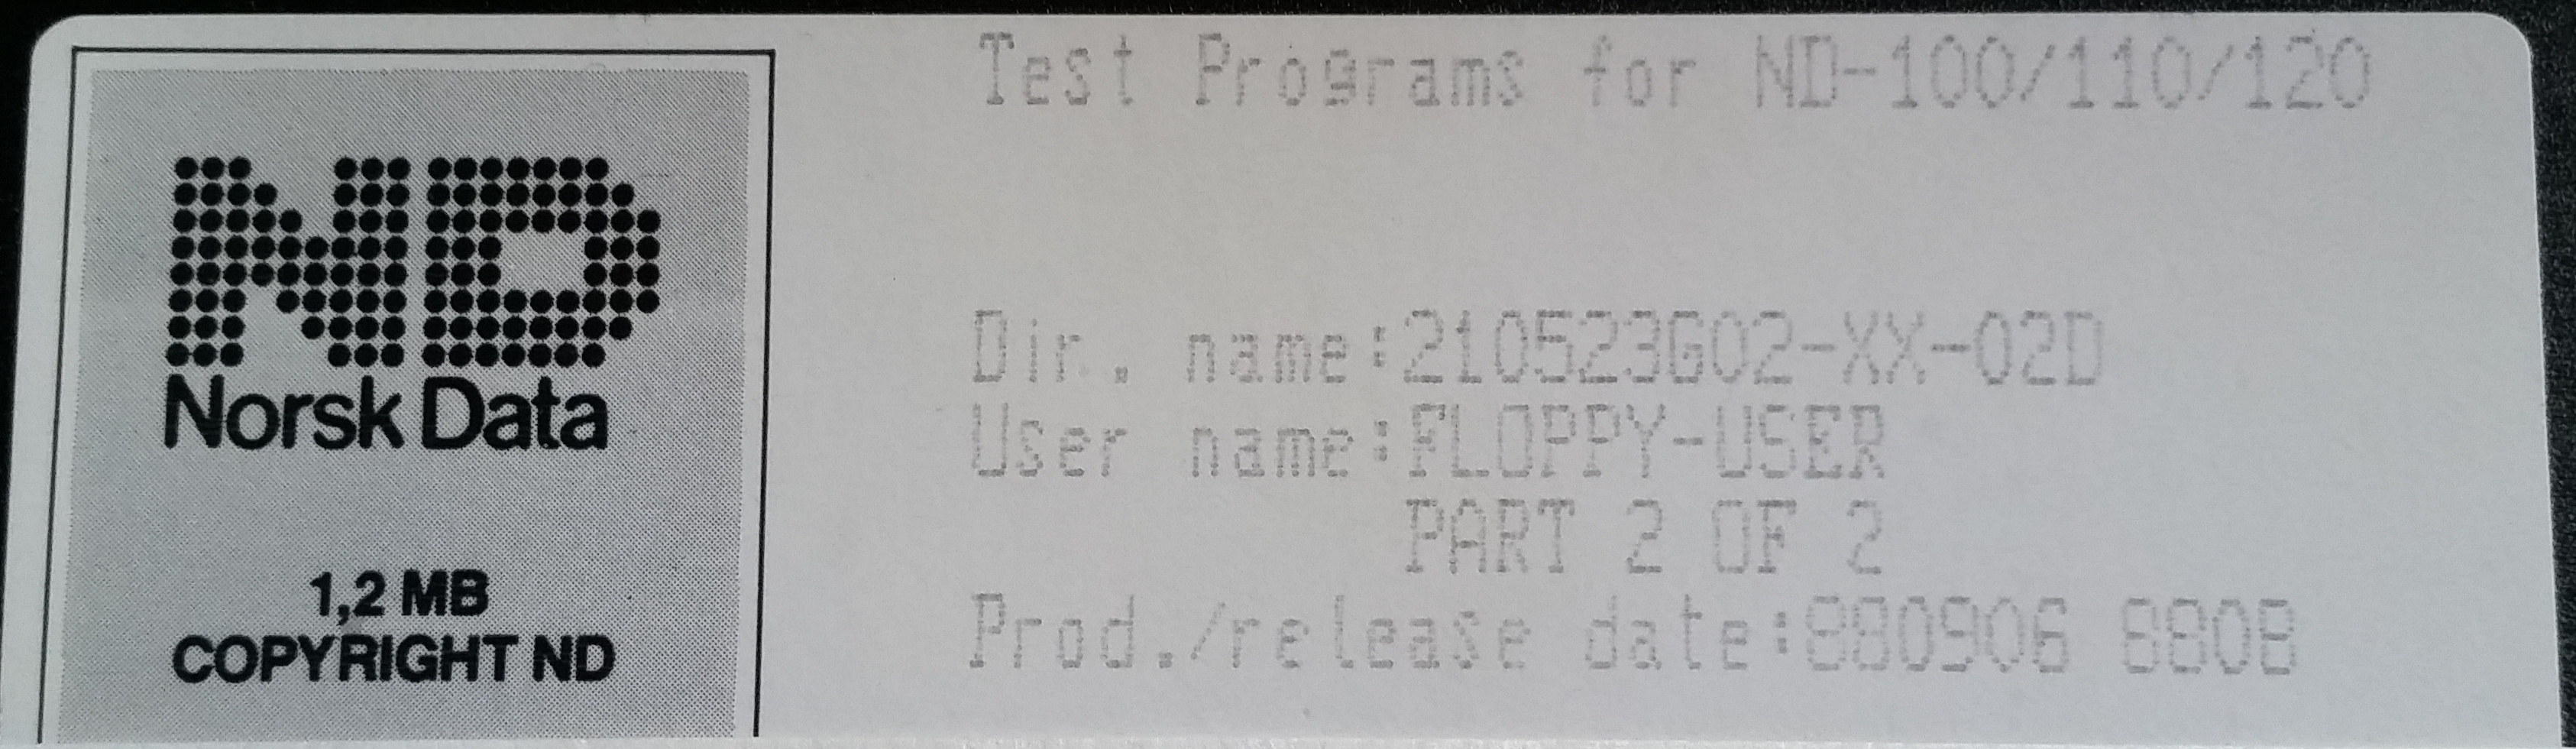 ND
Norsk Data
1,2 MB
COPYRIGHT ND
Test Programs for ND-100/110/120
Dir. name:210523G02-XX-02D
User name:FLOPPY-USER
PART 2 OF 2
Prod./release date:880906 8808